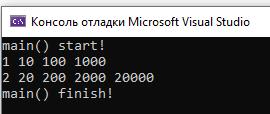 Консоль отладки Microsoft Visual Studio
main() start!
1 10 100 1000
2 20 200 2000 20000
main() finish!